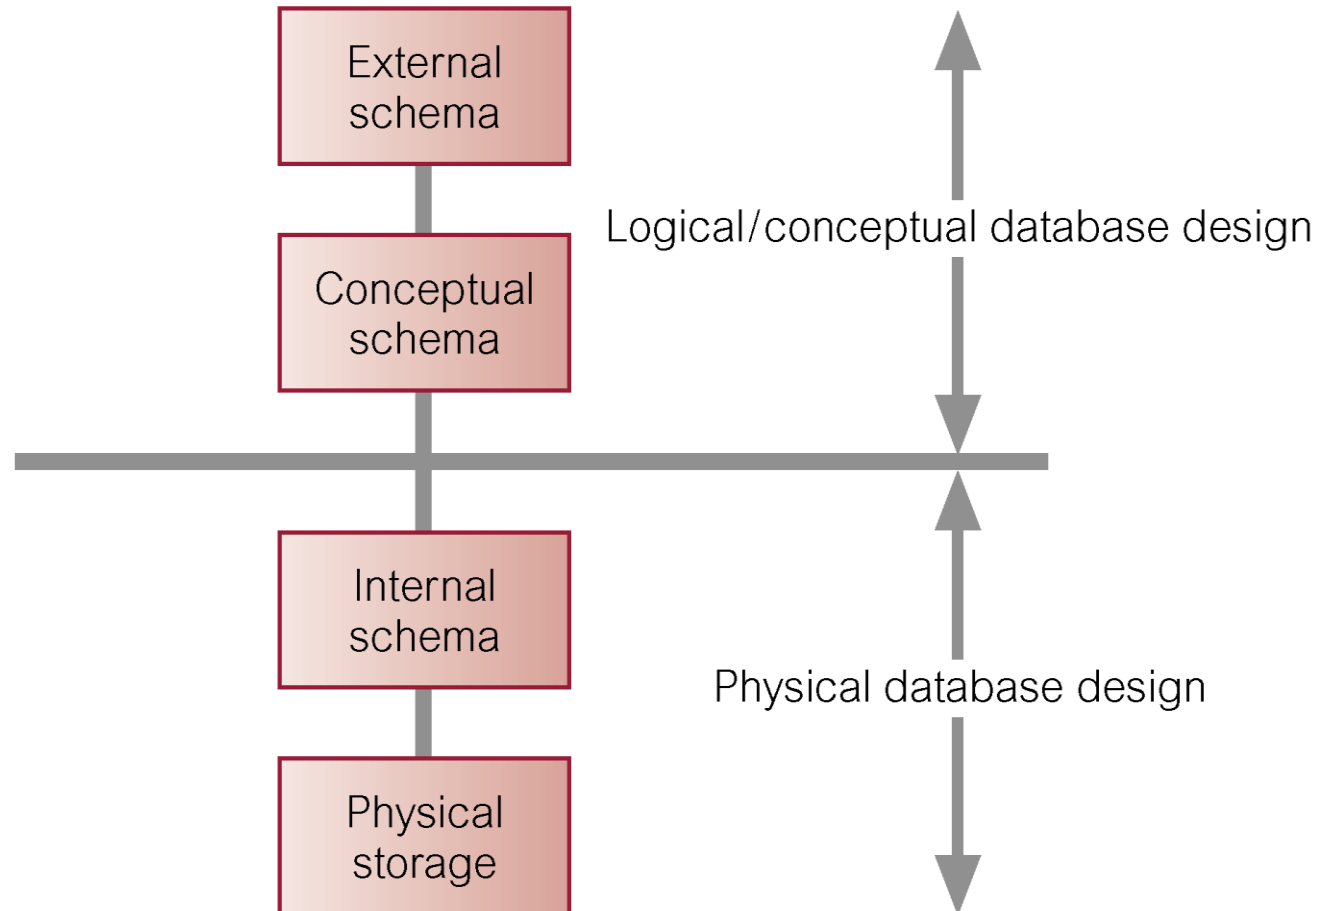 External
schema
Logical/conceptual database design
Conceptual
schema
Internal
schema
Physical database design
Physical
storage